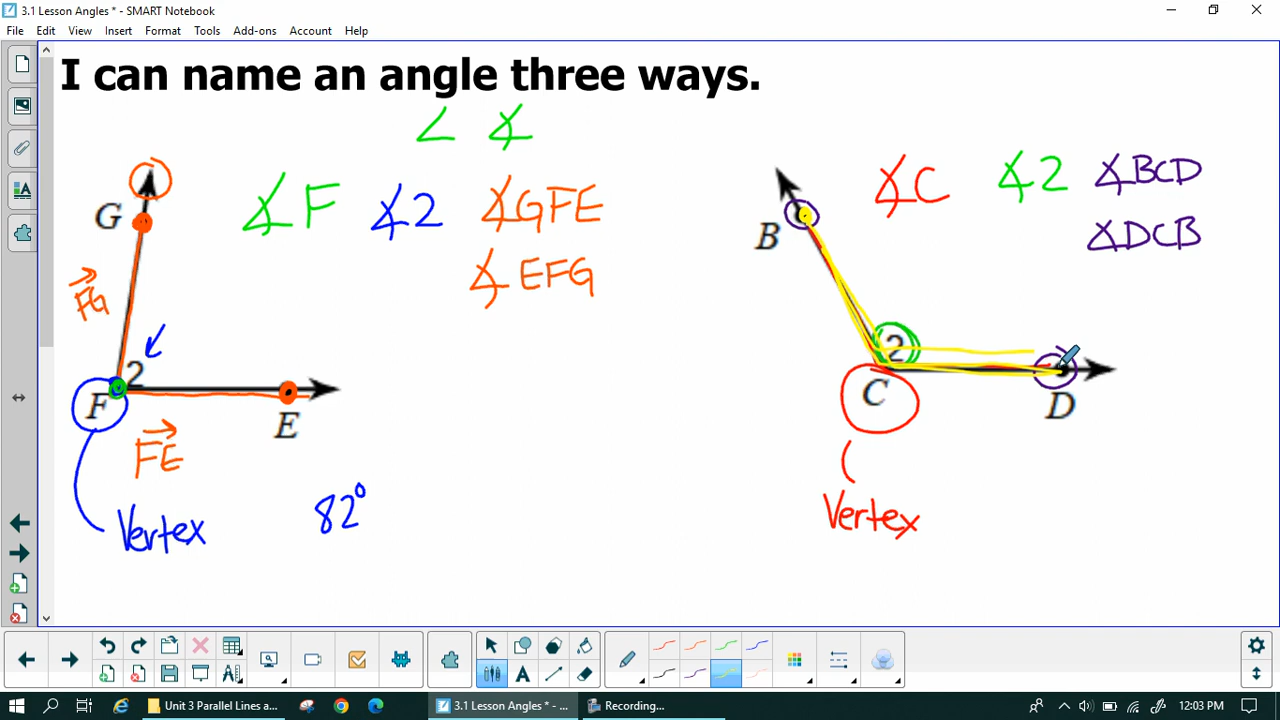 3.1 Lesson Angles * - SMART Notebook
File Edit View Insert Format Tools Add-ons Account Help
I can name an angle three ways.
∠ ∡
∡F ∡2 ∡GFE
∡EFG
G
FG
2
F
E
FE
Vertex
82°
∡C ∡2 ∡BCD
∡DCB
B
2
C
D
Vertex
A
Unit 3 Parallel Lines a... 3.1 Lesson Angles * - ... Recording... 12:03 PM